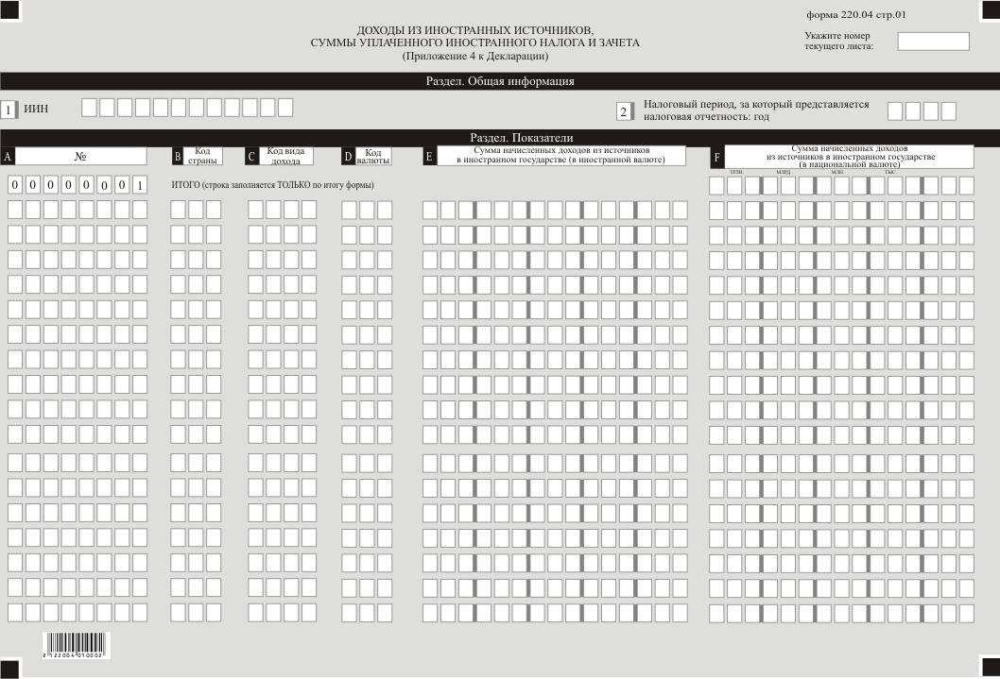 форма 220.04 стр.01
ДОХОДЫ ИЗ ИНОСТРАННЫХ ИСТОЧНИКОВ,
СУММЫ УПЛАЧЕННОГО ИНОСТРАННОГО НАЛОГА И ЗАЧЕТА
(Приложение 4 к Декларации)
Укажите номер
текущего листа:
Раздел. Общая информация
1 ИИН
2 Налоговый период, за который представляется
налоговая отчетность: год
Раздел. Показатели
A №
B Код
страны
C Код вида
дохода
D Код
валюты
E Сумма начисленных доходов из источников
в иностранном государстве (в иностранной валюте)
F Сумма начисленных доходов
из источников в иностранном государстве
(в национальной валюте)
ТРЛН. МЛРД. МЛН. ТЫС.
0 0 0 0 0 0 0 1 ИТОГО (строка заполняется ТОЛЬКО по итогу формы)
2 122004 010002